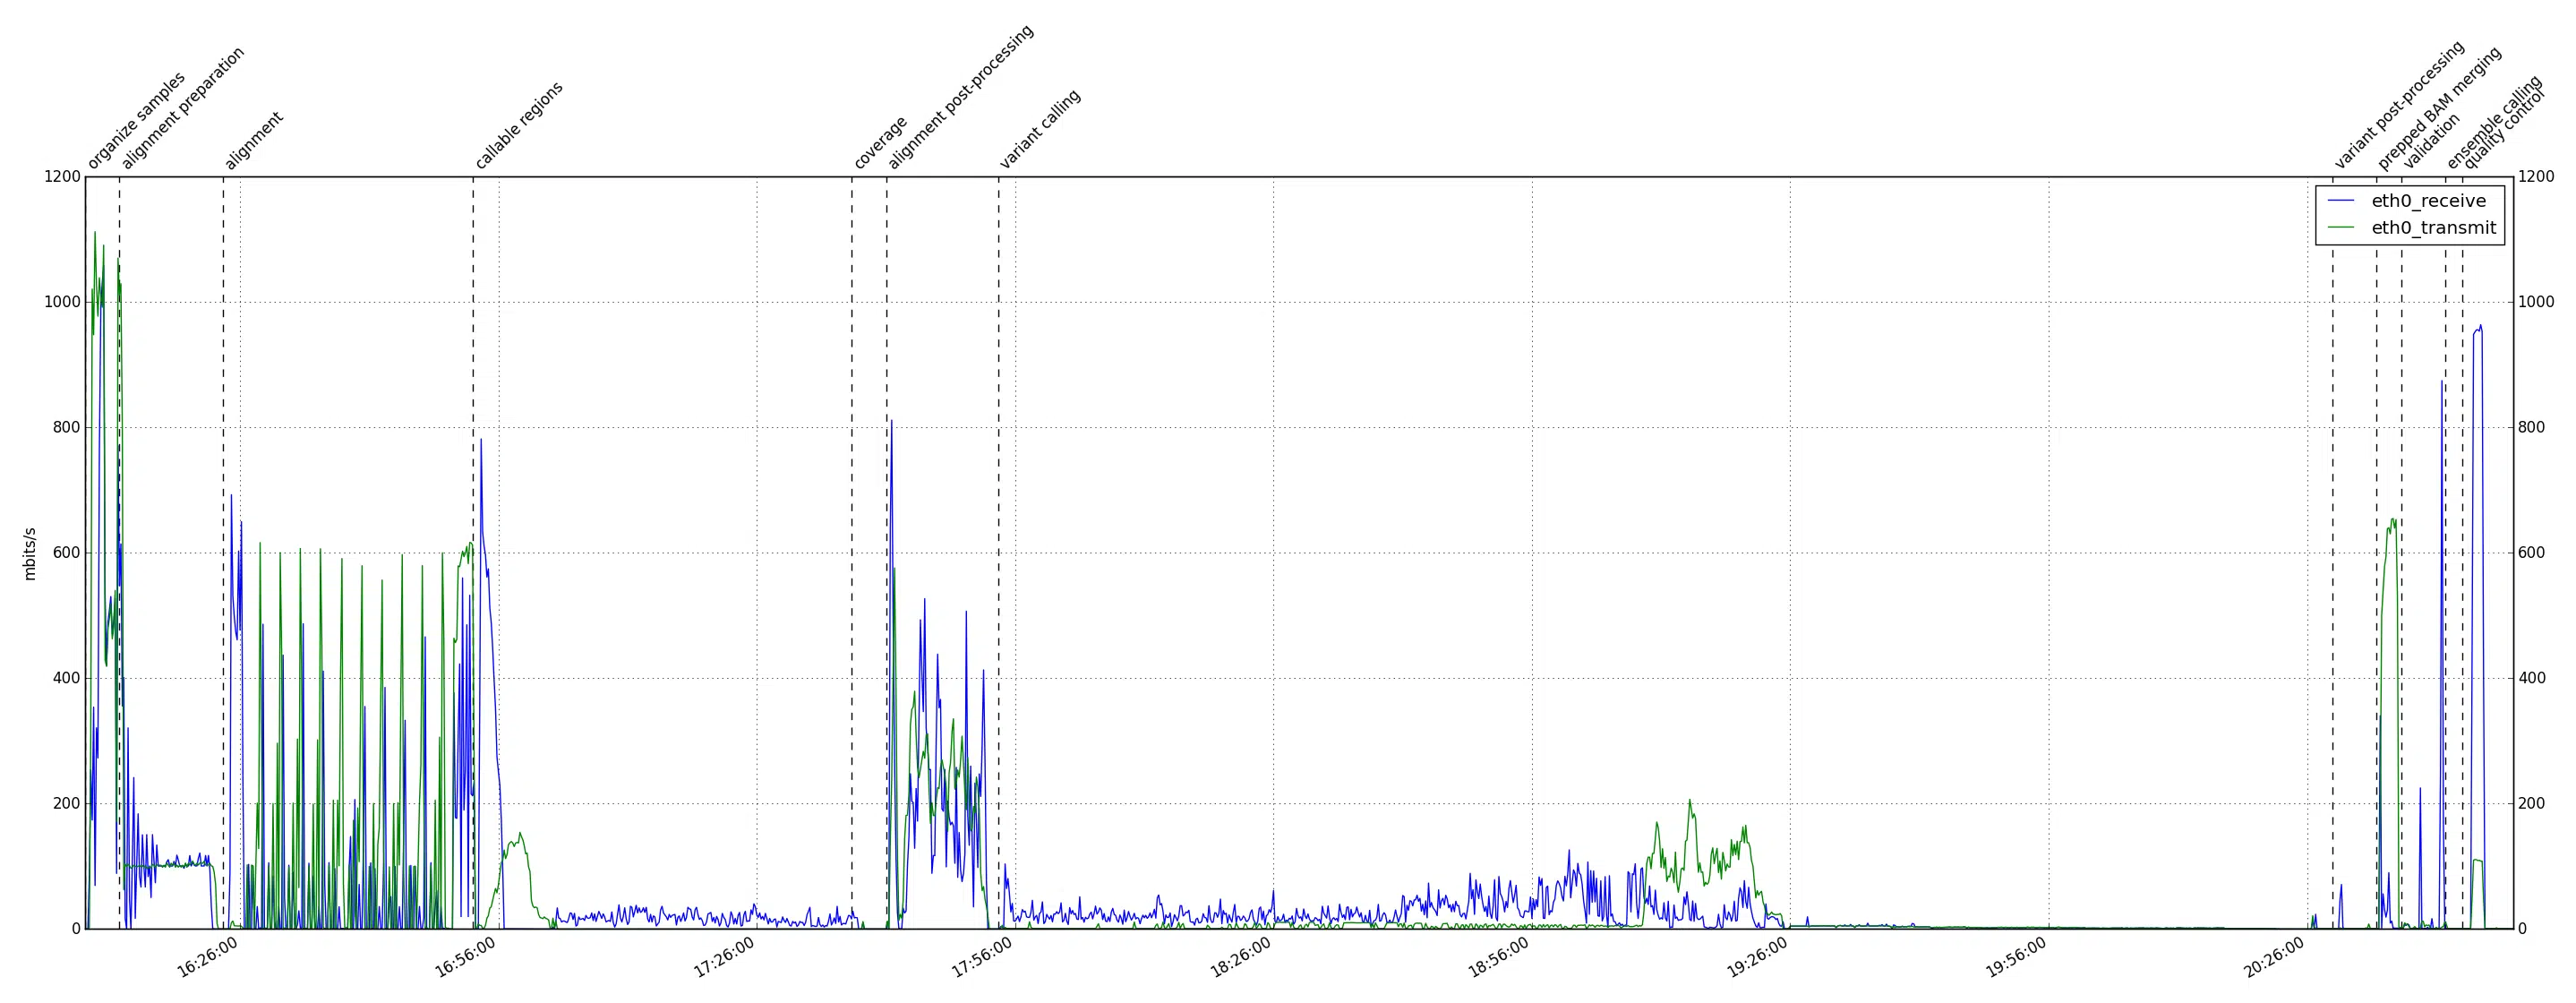 organize samples
alignment preparation
alignment
callable regions
coverage
alignment post-processing
variant calling
variant post-processing
prepped BAM merging
validation
ensemble calling
quality control
1200
1000
800
600
400
200
0
mbits/s
1200
1000
800
600
400
200
0
eth0_receive
eth0_transmit
16:26:00
16:56:00
17:26:00
17:56:00
18:26:00
18:56:00
19:26:00
19:56:00
20:26:00